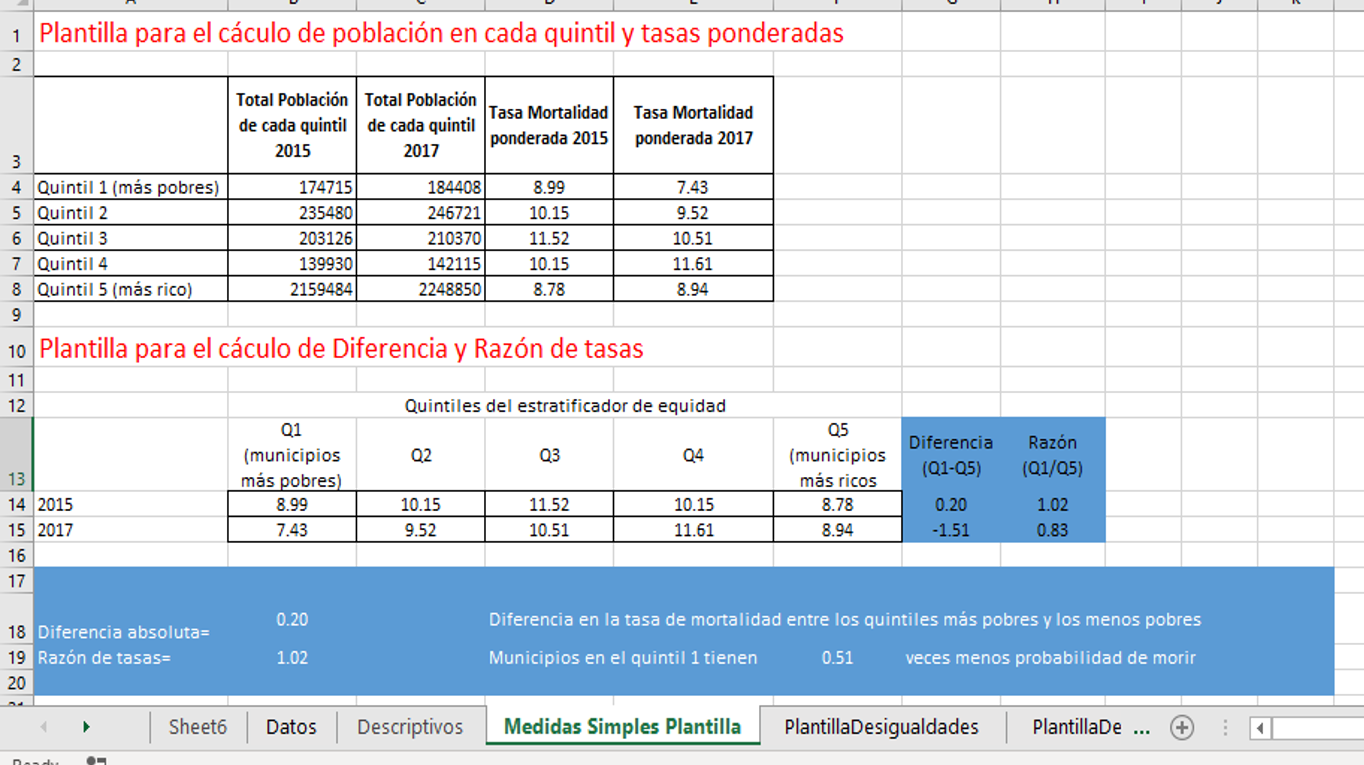 1 Plantilla para el cáculo de población en cada quintil y tasas ponderadas
2
Total Población de cada quintil 2015 Total Población de cada quintil 2017 Tasa Mortalidad ponderada 2015 Tasa Mortalidad ponderada 2017
3
4 Quintil 1 (más pobres) 174715 184408 8.99 7.43
5 Quintil 2 235480 246721 10.15 9.52
6 Quintil 3 203126 210370 11.52 10.51
7 Quintil 4 139930 142115 10.15 11.61
8 Quintil 5 (más rico) 2159484 2248850 8.78 8.94
9
10 Plantilla para el cáculo de Diferencia y Razón de tasas
11
12 Quintiles del estratificador de equidad
13 Q1 (municipios más pobres) Q2 Q3 Q4 Q5 (municipios más ricos Diferencia (Q1-Q5) Razón (Q1/Q5)
14 2015 8.99 10.15 11.52 10.15 8.78 0.20 1.02
15 2017 7.43 9.52 10.51 11.61 8.94 -1.51 0.83
16
17
18 Diferencia absoluta= 0.20 Diferencia en la tasa de mortalidad entre los quintiles más pobres y los menos pobres
19 Razón de tasas= 1.02 Municipios en el quintil 1 tienen 0.51 veces menos probabilidad de morir
20
Sheet6 Datos Descriptivos Medidas Simples Plantilla PlantillaDesigualdades PlantillaDe ...